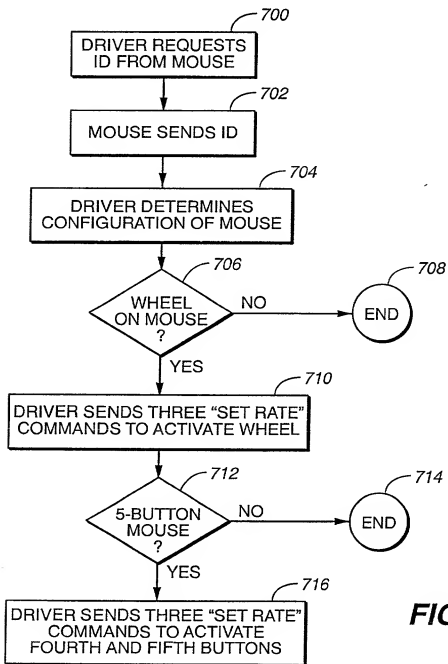 700
DRIVER REQUESTS
ID FROM MOUSE
702
MOUSE SENDS ID
704
DRIVER DETERMINES
CONFIGURATION OF MOUSE
706
708
WHEEL
ON MOUSE
?
NO
END
YES
710
DRIVER SENDS THREE "SET RATE"
COMMANDS TO ACTIVATE WHEEL
712
714
5-BUTTON
MOUSE
?
NO
END
YES
716
DRIVER SENDS THREE "SET RATE"
COMMANDS TO ACTIVATE
FOURTH AND FIFTH BUTTONS
FIG